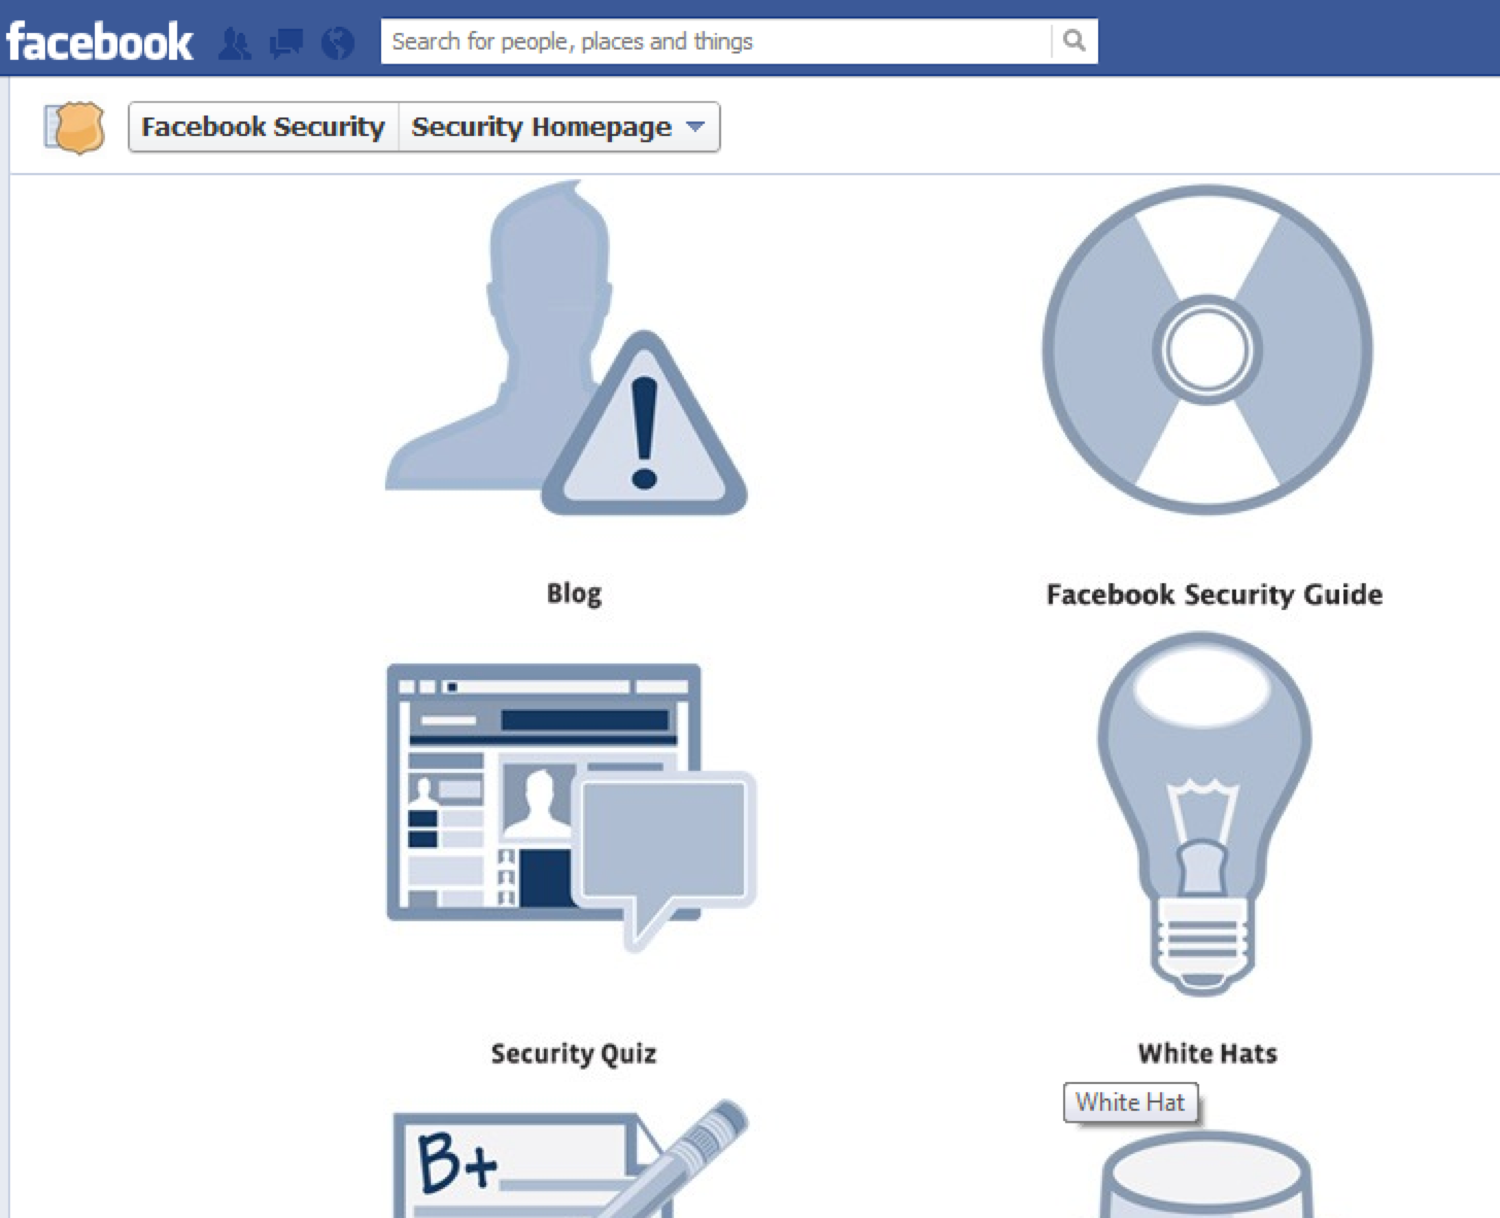 facebook
Search for people, places and things
Facebook Security Security Homepage
!
Blog
Facebook Security Guide
Security Quiz
White Hats
White Hat
B+